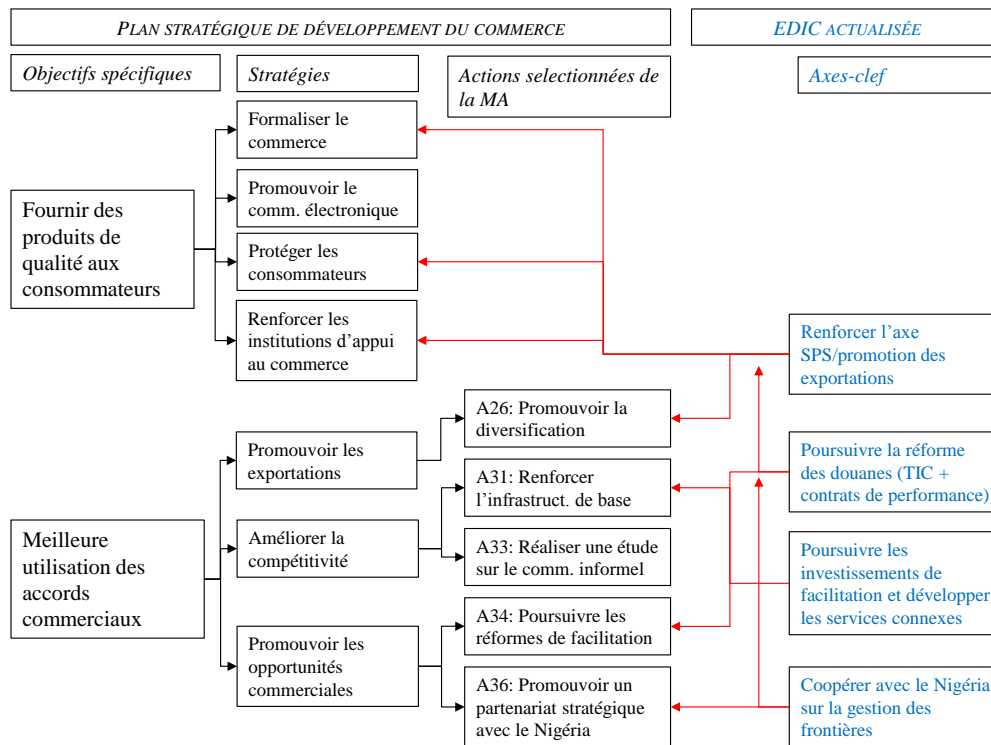 PLAN STRATÉGIQUE DE DÉVELOPPEMENT DU COMMERCE
EDIC ACTUALISÉE
Objectifs spécifiques
Stratégies
Actions selectionnées de
la MA
Axes-clef
Formaliser le
commerce
Promouvoir le
comm. électronique
Fournir des
produits de
qualité aux
consommateurs
Protéger les
consommateurs
Renforcer les
institutions d'appui
au commerce
Renforcer l'axe
SPS/promotion des
exportations
Promouvoir les
exportations
A26: Promouvoir la
diversification
Poursuivre la réforme
des douanes (TIC +
contrats de performance)
A31: Renforcer
l'infrastruct. de base
Meilleure
utilisation des
accords
commerciaux
Améliorer la
compétitivité
A33: Réaliser une étude
sur le comm. informel
Poursuivre les
investissements de
facilitation et développer
les services connexes
Promouvoir les
opportunités
commerciales
A34: Poursuivre les
réformes de facilitation
A36: Promouvoir un
partenariat stratégique
avec le Nigéria
Coopérer avec le Nigéria
sur la gestion des
frontières